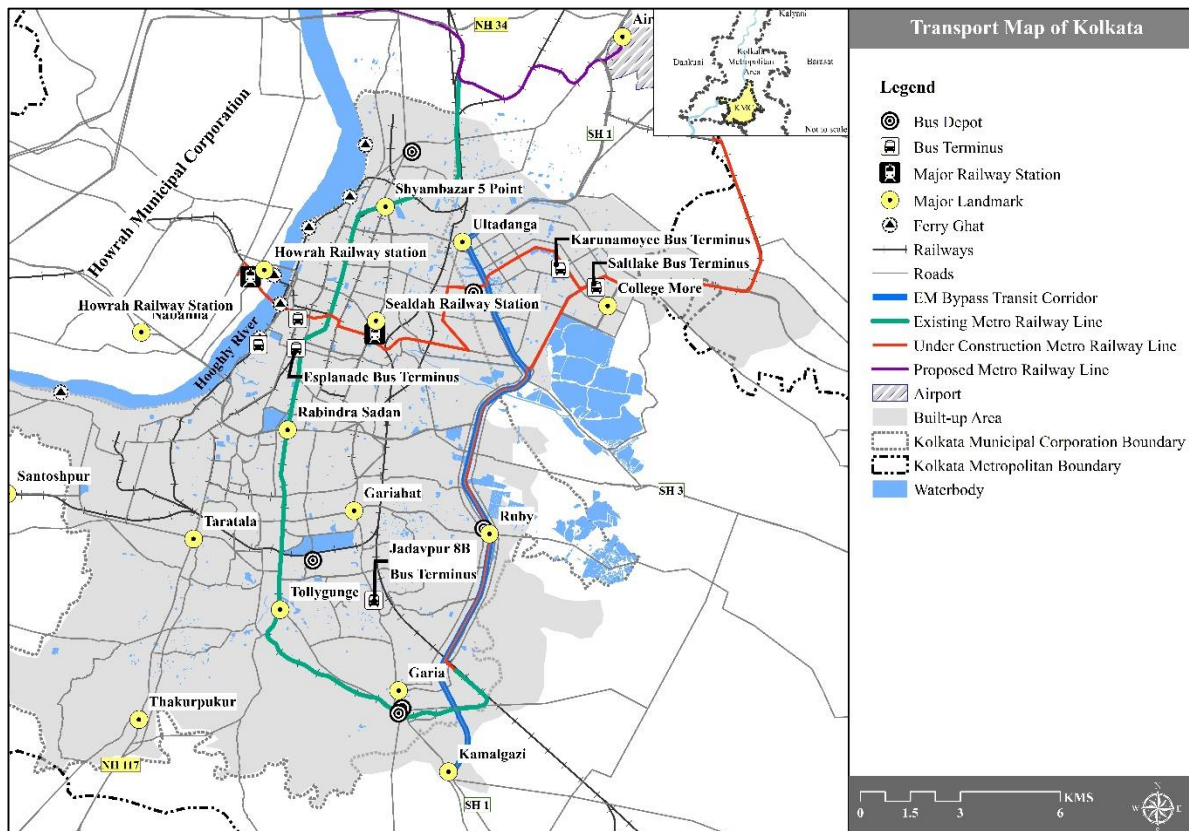 Transport Map of Kolkata
Legend
Bus Depot
Bus Terminus
Major Railway Station
Major Landmark
Ferry Ghat
Railways
Roads
EM Bypass Transit Corridor
Existing Metro Railway Line
Under Construction Metro Railway Line
Proposed Metro Railway Line
Airport
Built-up Area
Kolkata Municipal Corporation Boundary
Kolkata Metropolitan Boundary
Waterbody
0 1.5 3 6
KMS
N
W E
S
NH 34
Air
Kalyani
Kolkata
Metropolitan
Area
Dankuni
Barasat
KMC
Not to scale
SH 1
Howrah Municipal Corporation
Shyambazar 5 Point
Ultadanga
Karunamoyee Bus Terminus
Saltlake Bus Terminus
College More
Howrah Railway station
Howrah Railway Station
Nabanna
Sealdah Railway Station
Hooghly River
Esplanade Bus Terminus
Rabindra Sadan
Santoshpur
SH 3
Gariahat
Ruby
Taratala
Jadavpur 8B
Bus Terminus
Tollygunge
Garia
Thakurpukur
Kamalgazi
NH 117
SH 1